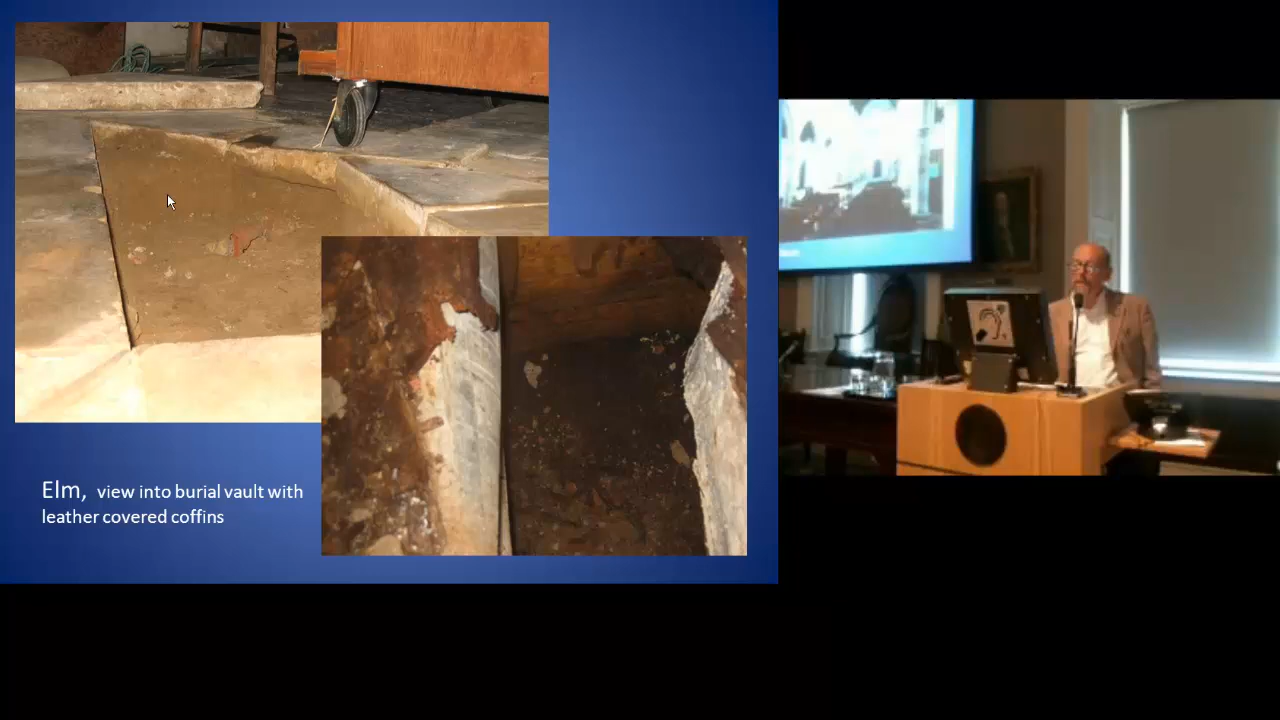 Elm, view into burial vault with
leather covered coffins